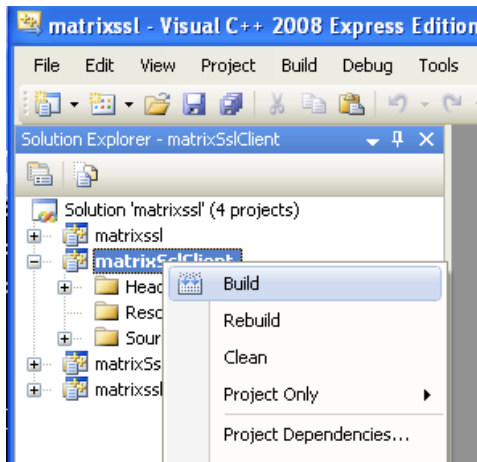 matrixssl - Visual C++ 2008 Express Edition
File Edit View Project Build Debug Tools
Solution Explorer - matrixSslClient
Solution 'matrixssl' (4 projects)
matrixssl
matrixSslClient
Build
Rebuild
Clean
Project Only
Project Dependencies...